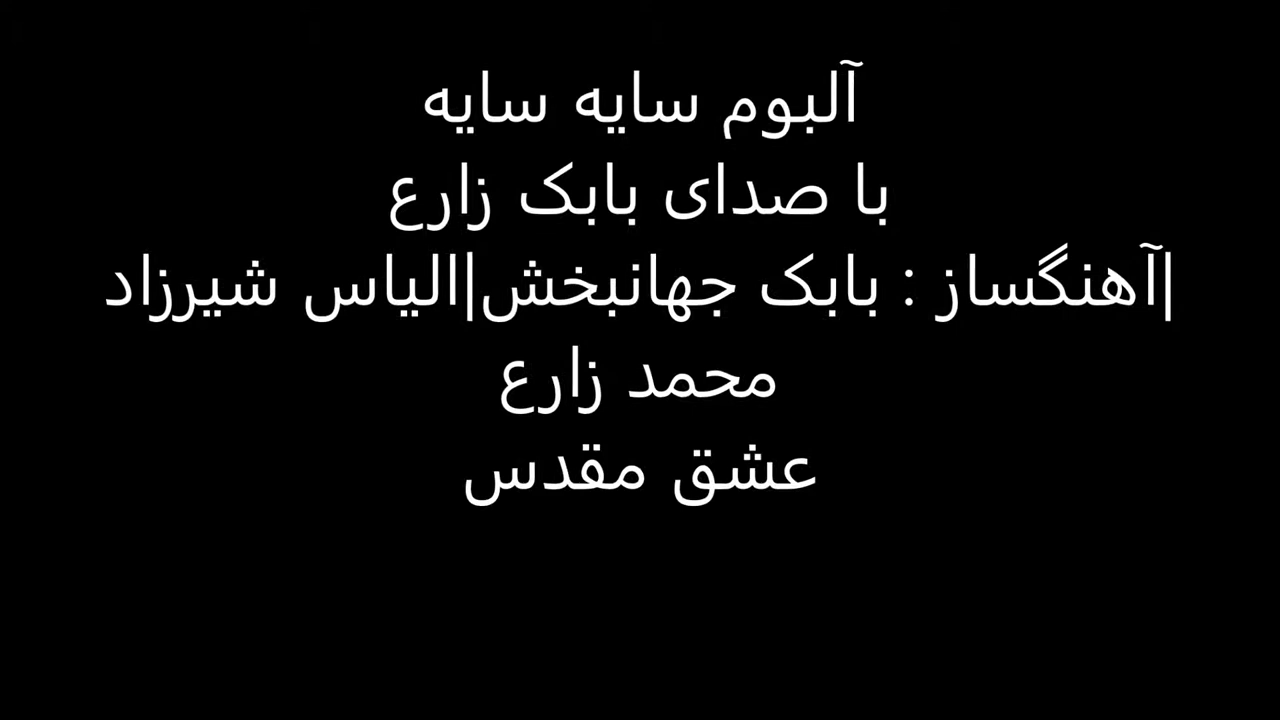 آلبوم سایه سایه
با صدای بابک زارع
|آهنگساز : بابک جهانبخش|الیاس شیرزاد
محمد زارع
عشق مقدس